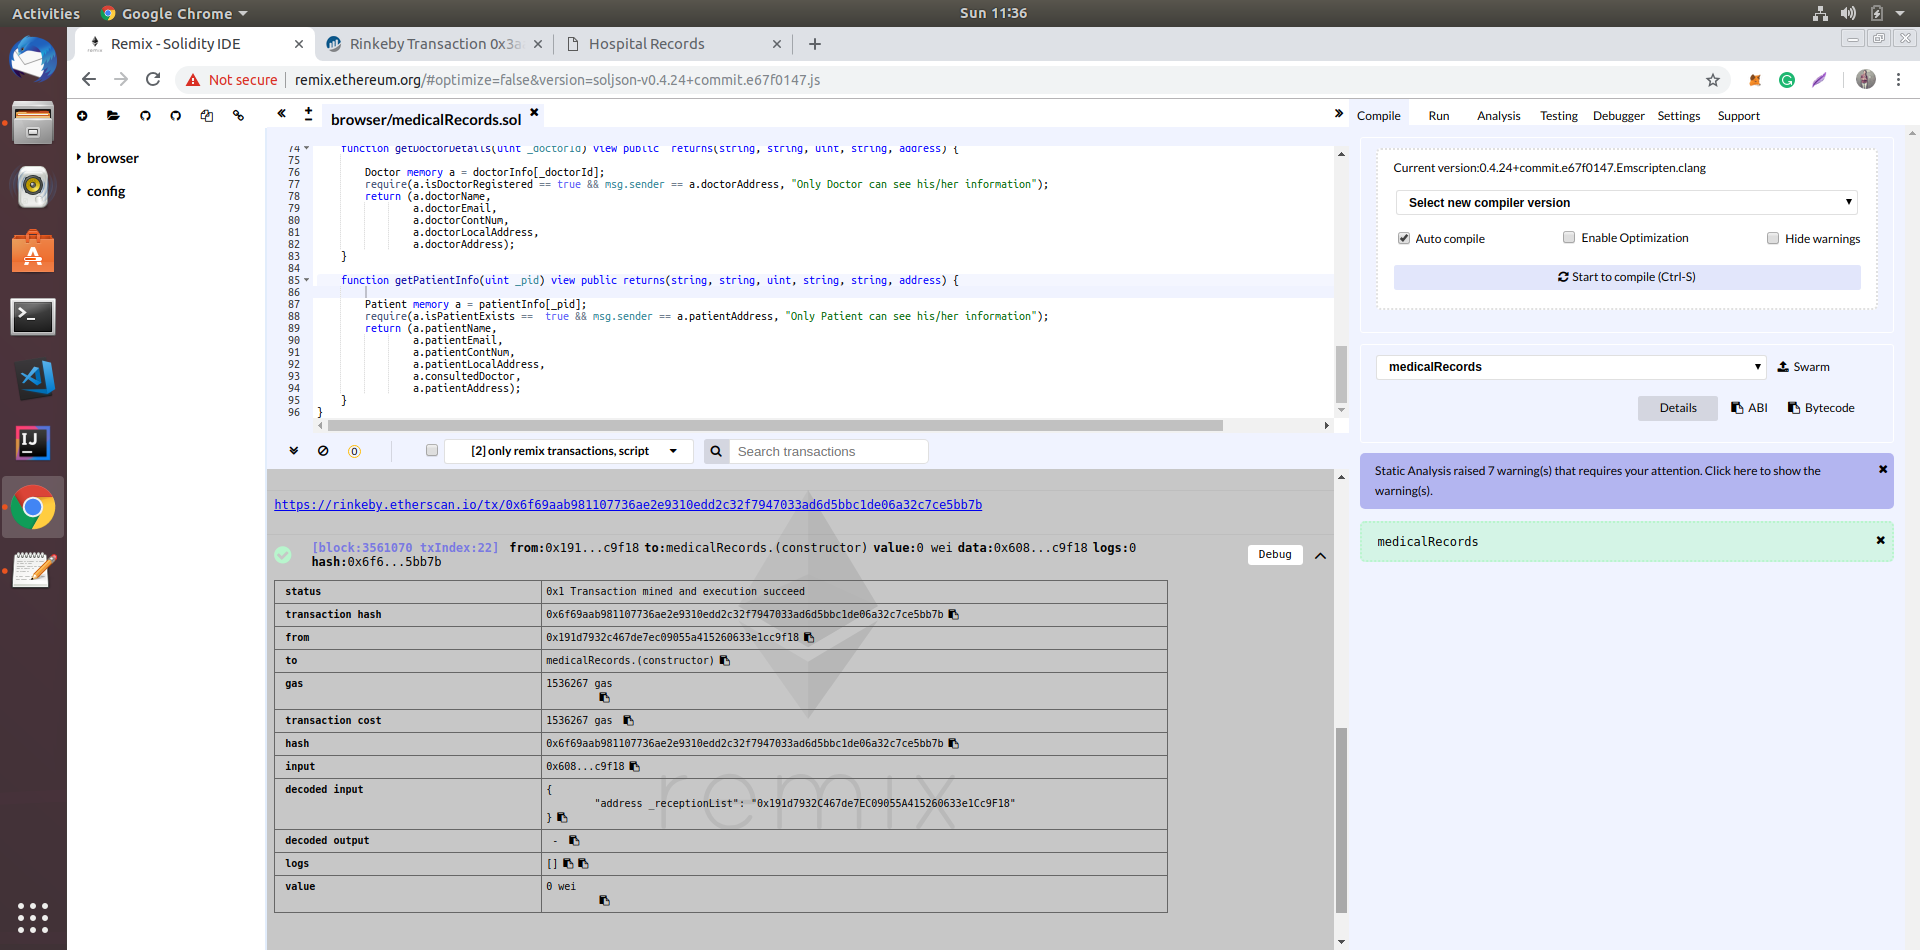 Activities Google Chrome Sun 11:36
Remix - Solidity IDE Rinkeby Transaction 0x3a Hospital Records
Not secure remix.ethereum.org/#optimize=false&version=soljson-v0.4.24+commit.e67f0147.js
browser
config
browser/medicalRecords.sol
74 function getDoctorDetails(uint _doctorId) view public  returns(string, string, uint, string, address) {
75
76 Doctor memory a = doctorInfo[_doctorId];
77 require(a.isDoctorRegistered == true && msg.sender == a.doctorAddress, "Only Doctor can see his/her information");
78 return (a.doctorName,
79 a.doctorEmail,
80 a.doctorContNum,
81 a.doctorLocalAddress,
82 a.doctorAddress);
83 }
84
85 function getPatientInfo(uint _pid) view public returns(string, string, uint, string, string, address) {
86
87 Patient memory a = patientInfo[_pid];
88 require(a.isPatientExists ==  true && msg.sender == a.patientAddress, "Only Patient can see his/her information");
89 return (a.patientName,
90 a.patientEmail,
91 a.patientContNum,
92 a.patientLocalAddress,
93 a.consultedDoctor,
94 a.patientAddress);
95 }
96 }
0 [2] only remix transactions, script Search transactions
https://rinkeby.etherscan.io/tx/0x6f69aab981107736ae2e9310edd2c32f7947033ad6d5bbc1de06a32c7ce5bb7b
[block:3561070 txIndex:22] from:0x191...c9f18 to:medicalRecords.(constructor) value:0 wei data:0x608...c9f18 logs:0
hash:0x6f6...5bb7b
Debug
status 0x1 Transaction mined and execution succeed
transaction hash 0x6f69aab981107736ae2e9310edd2c32f7947033ad6d5bbc1de06a32c7ce5bb7b
from 0x191d7932c467de7ec09055a415260633e1cc9f18
to medicalRecords.(constructor)
gas 1536267 gas
transaction cost 1536267 gas
hash 0x6f69aab981107736ae2e9310edd2c32f7947033ad6d5bbc1de06a32c7ce5bb7b
input 0x608...c9f18
decoded input {
"address _receptionList": "0x191d7932C467de7EC09055A415260633e1Cc9F18"
}
decoded output -
logs []
value 0 wei
remix
Compile Run Analysis Testing Debugger Settings Support
Current version:0.4.24+commit.e67f0147.Emscripten.clang
Select new compiler version
Auto compile Enable Optimization Hide warnings
Start to compile (Ctrl-S)
medicalRecords Swarm
Details ABI Bytecode
Static Analysis raised 7 warning(s) that requires your attention. Click here to show the
warning(s).
medicalRecords